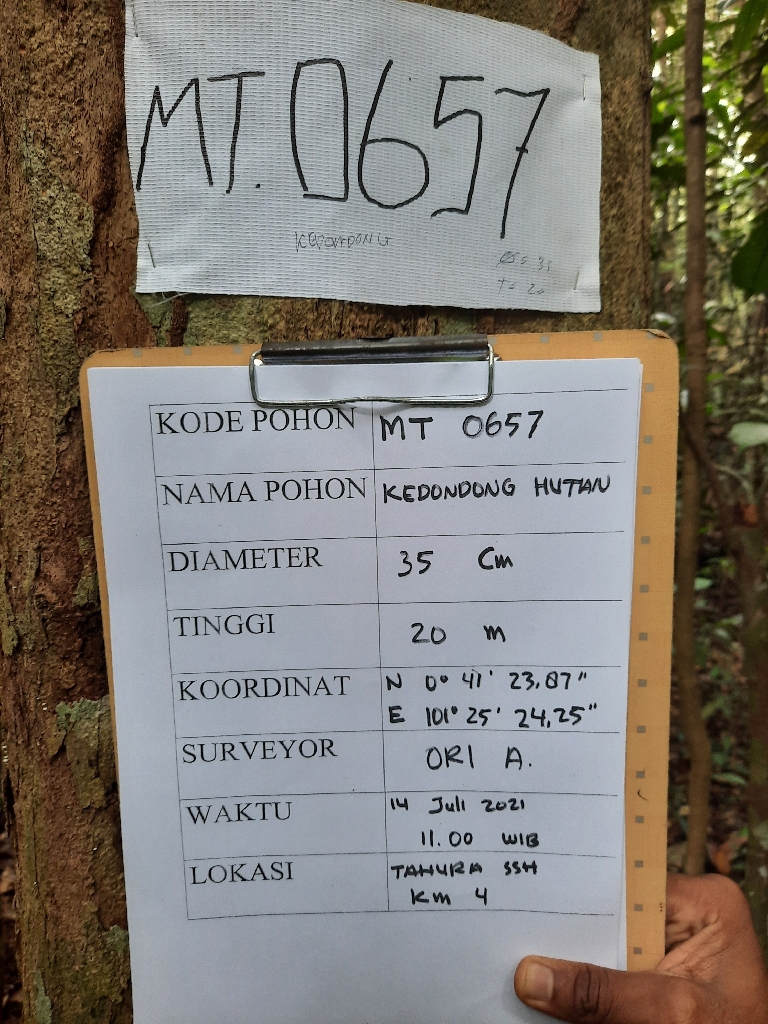 MT. 0657
KEDONDONG
T = 20
KODE POHON MT 0657
NAMA POHON KEDONDONG HUTAN
DIAMETER 35 Cm
TINGGI 20 m
KOORDINAT N 0° 41' 23,87"
E 101° 25' 24,25"
SURVEYOR ORI A.
WAKTU 14 Juli 2021
11.00 WIB
LOKASI TAHURA SSH
Km 4